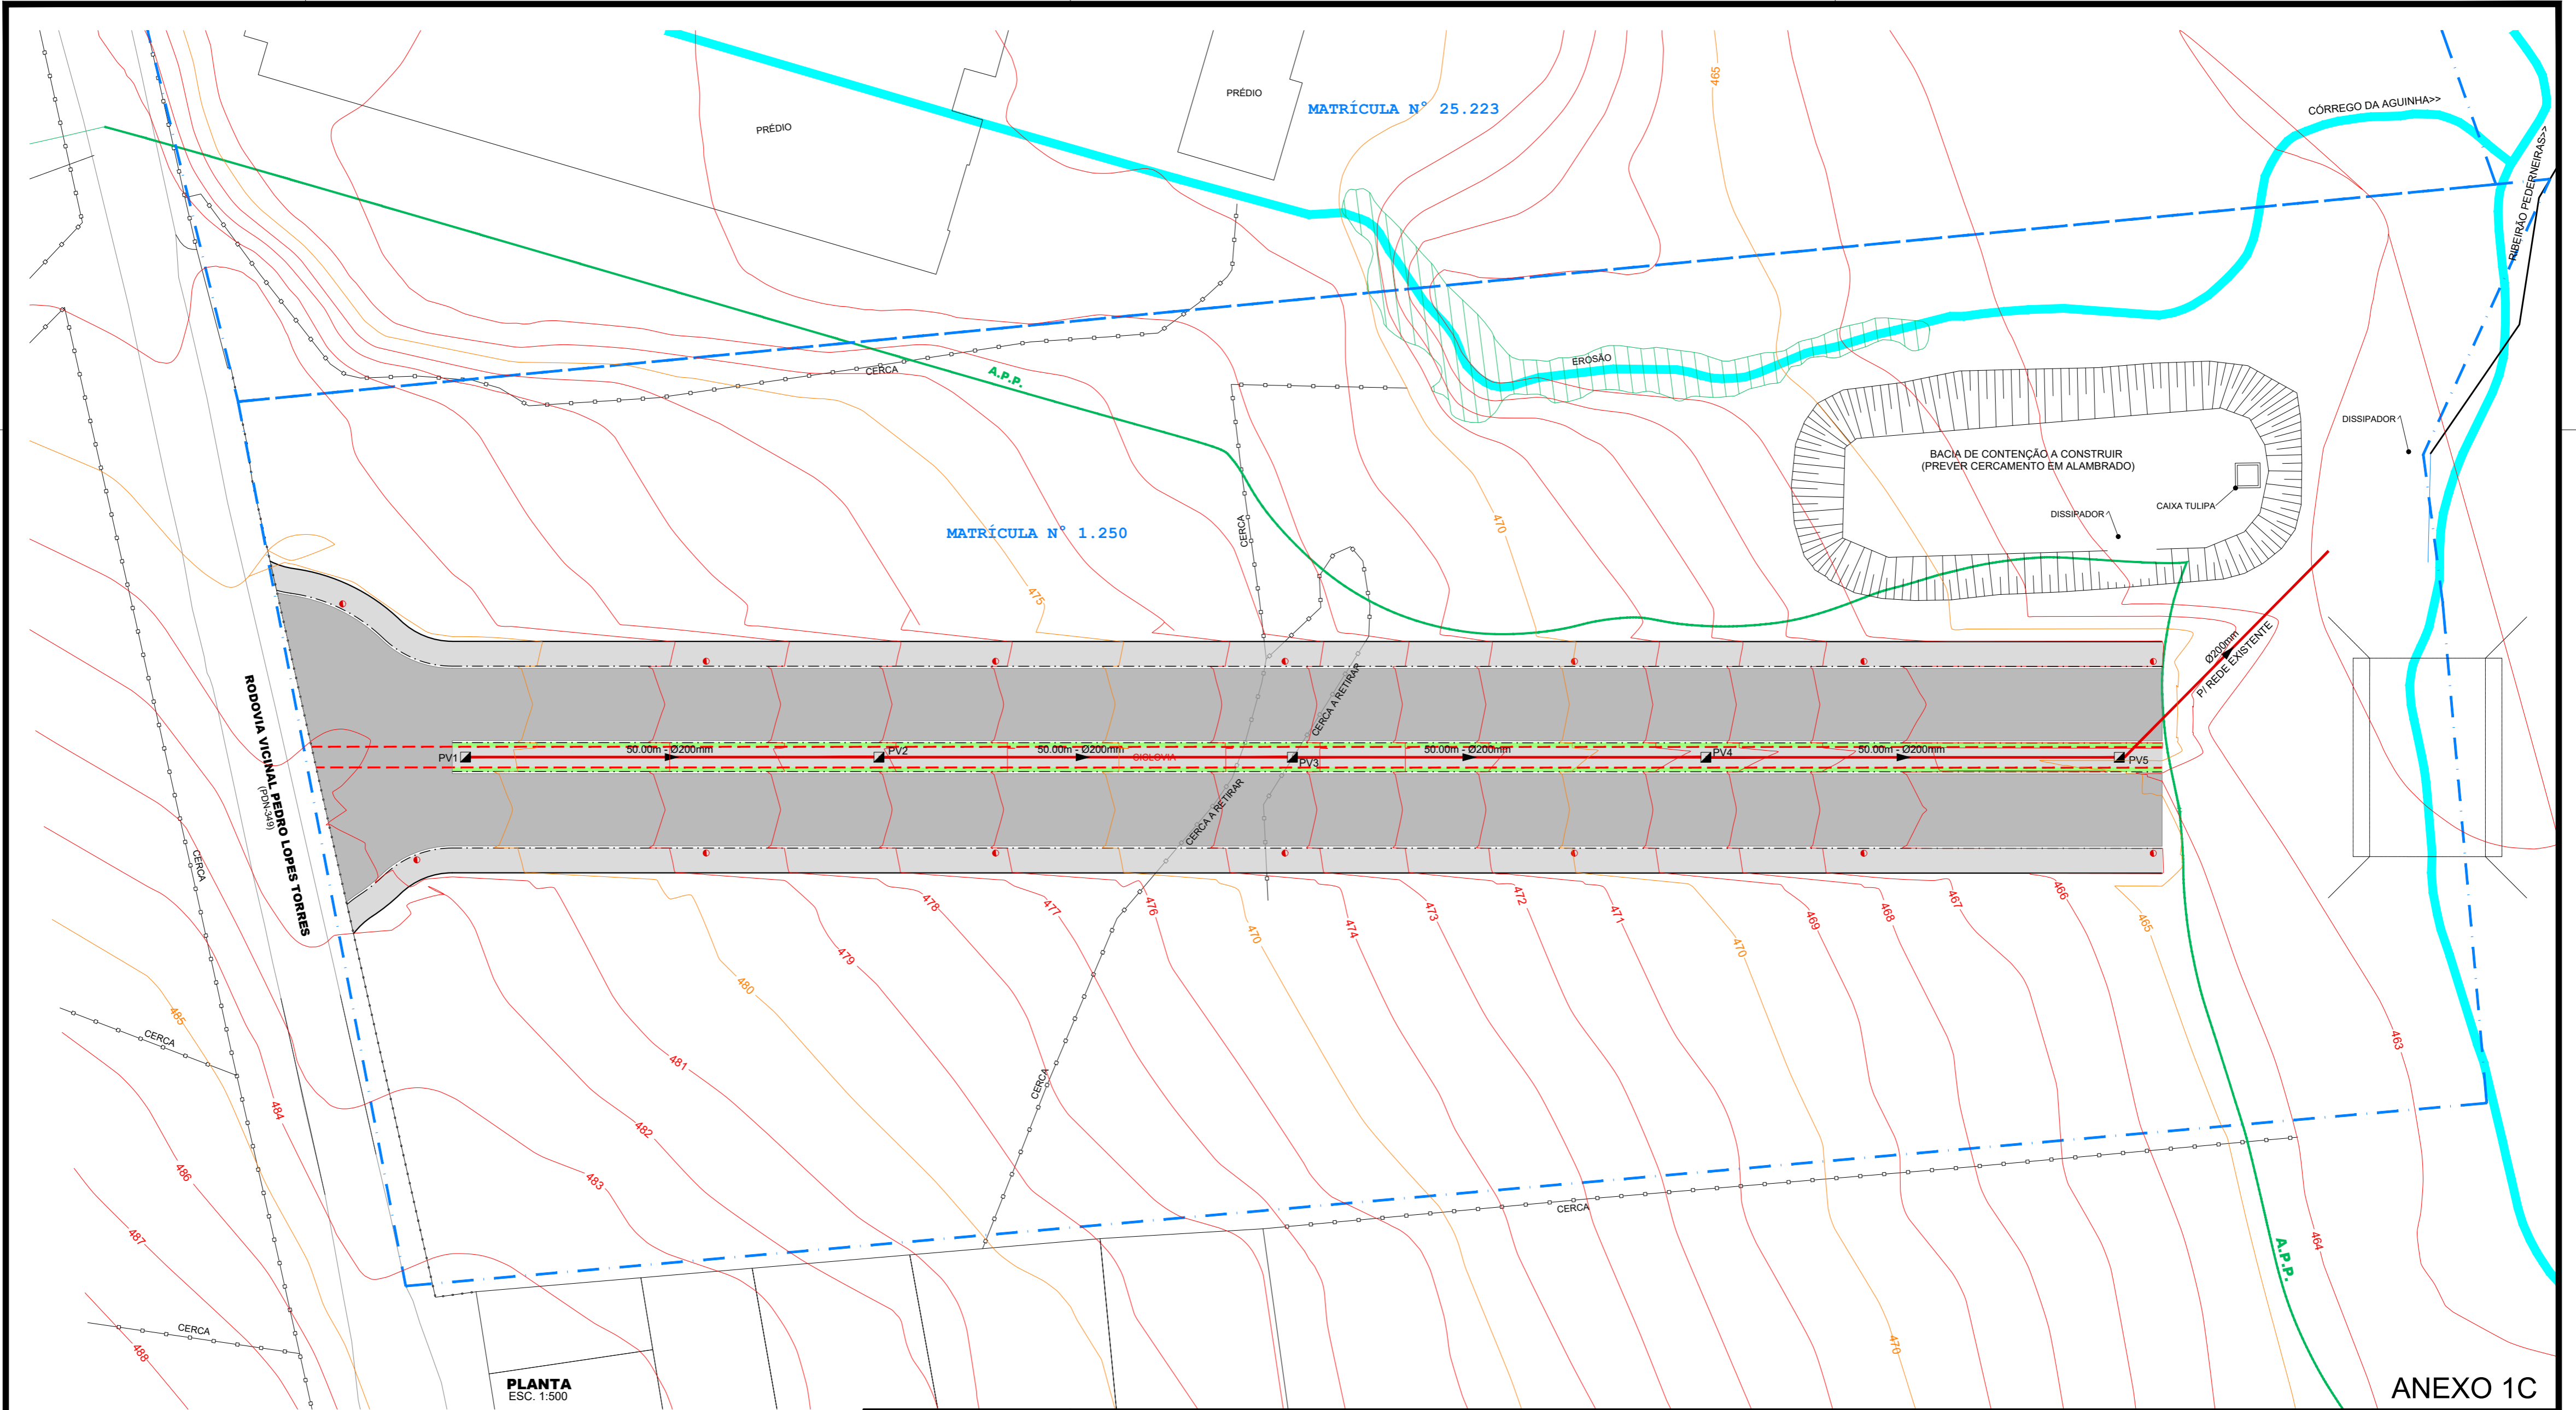 465
CÓRREGO DA AGUINHA>>
PRÉDIO
MATRÍCULA N° 25.223
PRÉDIO
RIBEIRÃO PEDERNEIRAS>>
EROSÃO
CERCA
A.P.P.
DISSIPADOR
BACIA DE CONTENÇÃO A CONSTRUIR
(PREVER CERCAMENTO EM ALAMBRADO)
CAIXA TULIPA
DISSIPADOR
470
CERCA
MATRÍCULA N° 1.250
475
Ø200mm
P/ REDE EXISTENTE
CERCA A RETIRAR
RODOVIA VICINAL PEDRO LOPES TORRES
(PDN-349)
PV1
50.00m - Ø200mm
PV2
50.00m - Ø200mm
CICLOVIA
PV3
50.00m - Ø200mm
PV4
50.00m - Ø200mm
PV5
CERCA A RETIRAR
CERCA
478
477
476
470
474
473
472
471
470
469
468
467
466
465
479
480
485
CERCA
484
481
482
483
CERCA
463
486
487
488
CERCA
CERCA
464
A.P.P.
470
PLANTA
ESC. 1:500
ANEXO 1C